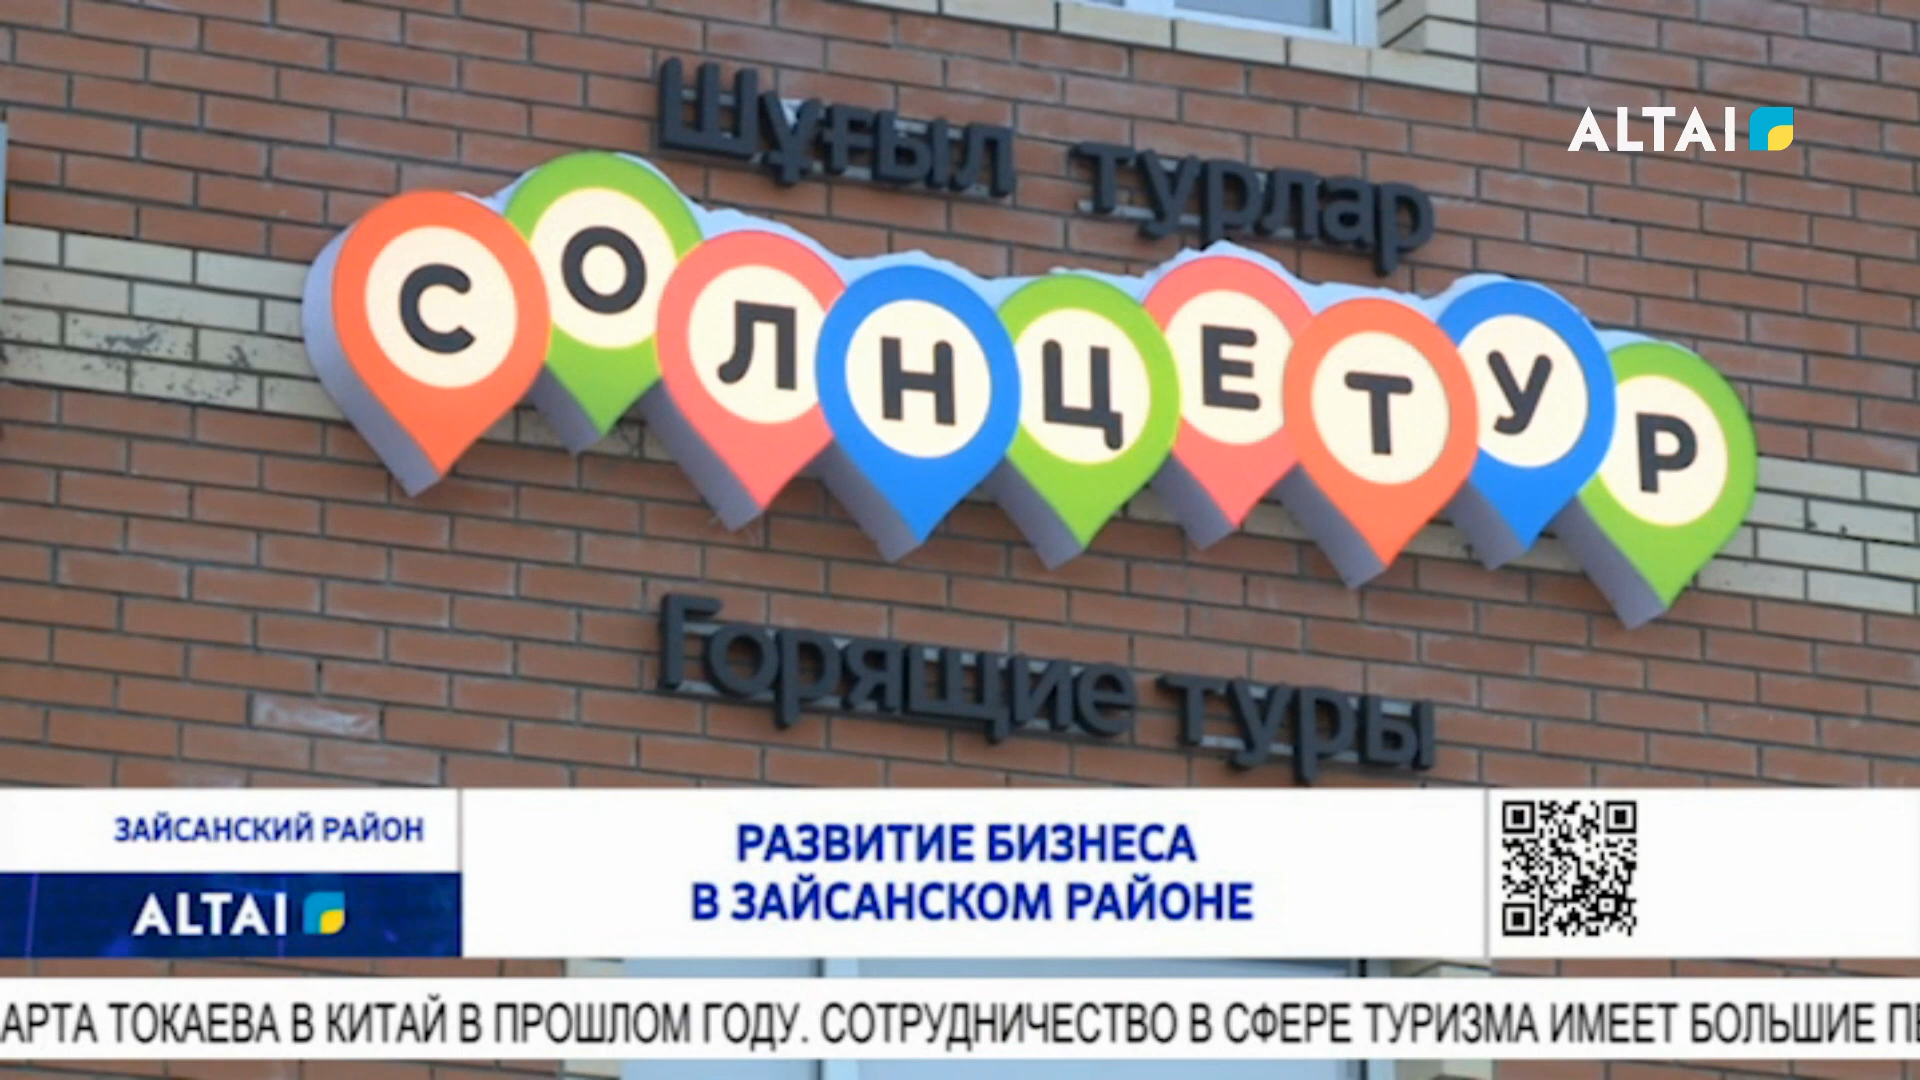 Шұғыл турлар
ALTAI
СОЛНЦЕТУР
Горящие туры
ЗАЙСАНСКИЙ РАЙОН
ALTAI
РАЗВИТИЕ БИЗНЕСА
В ЗАЙСАНСКОМ РАЙОНЕ
АРТА ТОКАЕВА В КИТАЙ В ПРОШЛОМ ГОДУ. СОТРУДНИЧЕСТВО В СФЕРЕ ТУРИЗМА ИМЕЕТ БОЛЬШИЕ